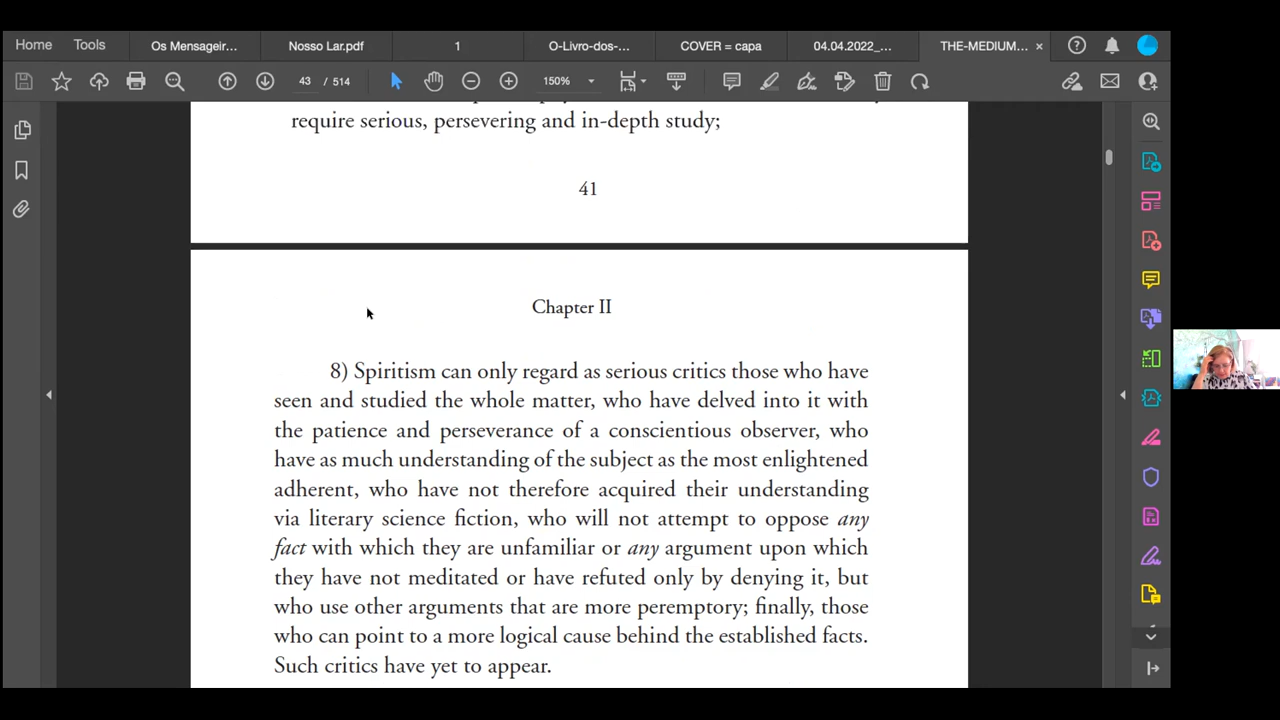 Home Tools Os Mensageir... Nosso Lar.pdf 1 O-Livro-dos-... COVER = capa 04.04.2022_... THE-MEDIUM... ×
43 / 514 150%
require serious, persevering and in-depth study;
41
Chapter II
8) Spiritism can only regard as serious critics those who have
seen and studied the whole matter, who have delved into it with
the patience and perseverance of a conscientious observer, who
have as much understanding of the subject as the most enlightened
adherent, who have not therefore acquired their understanding
via literary science fiction, who will not attempt to oppose any
fact with which they are unfamiliar or any argument upon which
they have not meditated or have refuted only by denying it, but
who use other arguments that are more peremptory; finally, those
who can point to a more logical cause behind the established facts.
Such critics have yet to appear.